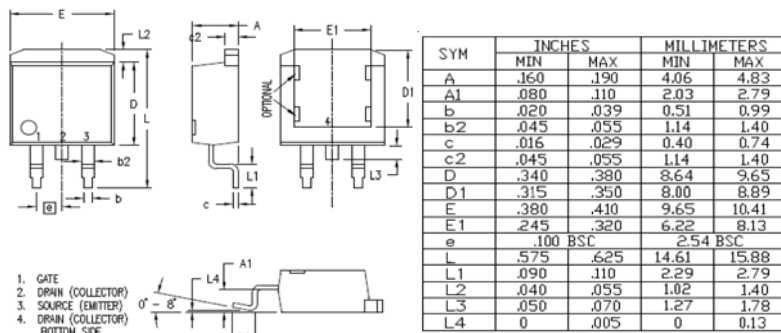 E
L2
D
L
1 2 3
b2
e
b
A
c2
L1
c
E1
OPTIONAL
4
D1
L3
L4
A1
0° - 8°
1. GATE
2. DRAIN (COLLECTOR)
3. SOURCE (EMITTER)
4. DRAIN (COLLECTOR)
BOTTOM SIDE
SYM INCHES MILLIMETERS
MIN MAX MIN MAX
A .160 .190 4.06 4.83
A1 .080 .110 2.03 2.79
b .020 .039 0.51 0.99
b2 .045 .055 1.14 1.40
c .016 .029 0.40 0.74
c2 .045 .055 1.14 1.40
D .340 .380 8.64 9.65
D1 .315 .350 8.00 8.89
E .380 .410 9.65 10.41
E1 .245 .320 6.22 8.13
e .100 BSC 2.54 BSC
L .575 .625 14.61 15.88
L1 .090 .110 2.29 2.79
L2 .040 .055 1.02 1.40
L3 .050 .070 1.27 1.78
L4 0 .005 0 0.13